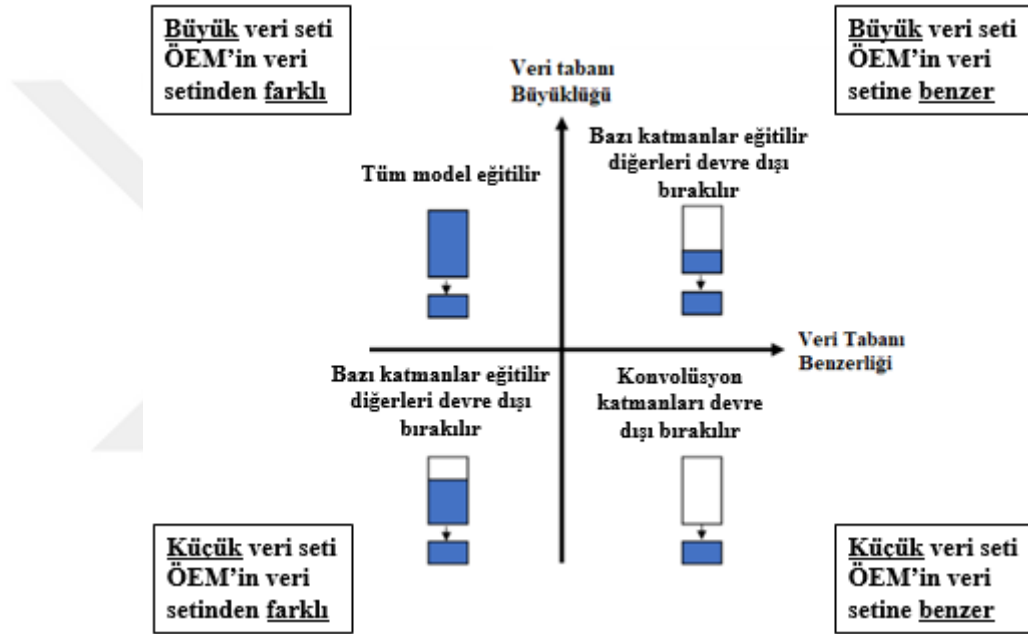 Büyük veri seti
ÖEM’in veri
setinden farklı
Büyük veri seti
ÖEM’in veri
setine benzer
Veri tabanı
Büyüklüğü
Tüm model eğitilir
Bazı katmanlar eğitilir
diğerleri devre dışı
bırakılır
Veri Tabanı
Benzerliği
Bazı katmanlar eğitilir
diğerleri devre dışı
bırakılır
Konvolüsyon
katmanları devre
dışı bırakılır
Küçük veri seti
ÖEM’in veri
setinden farklı
Küçük veri seti
ÖEM’in veri
setine benzer